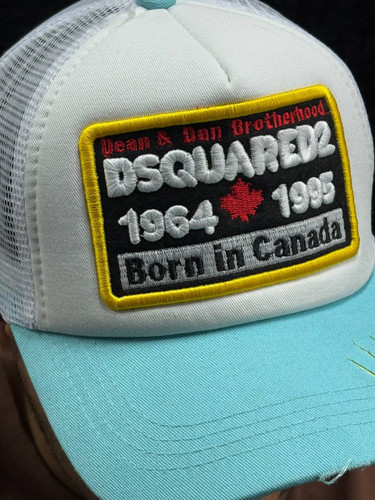 Dean & Dan Brotherhood
DSQUARED2
1964 1995
Born in Canada